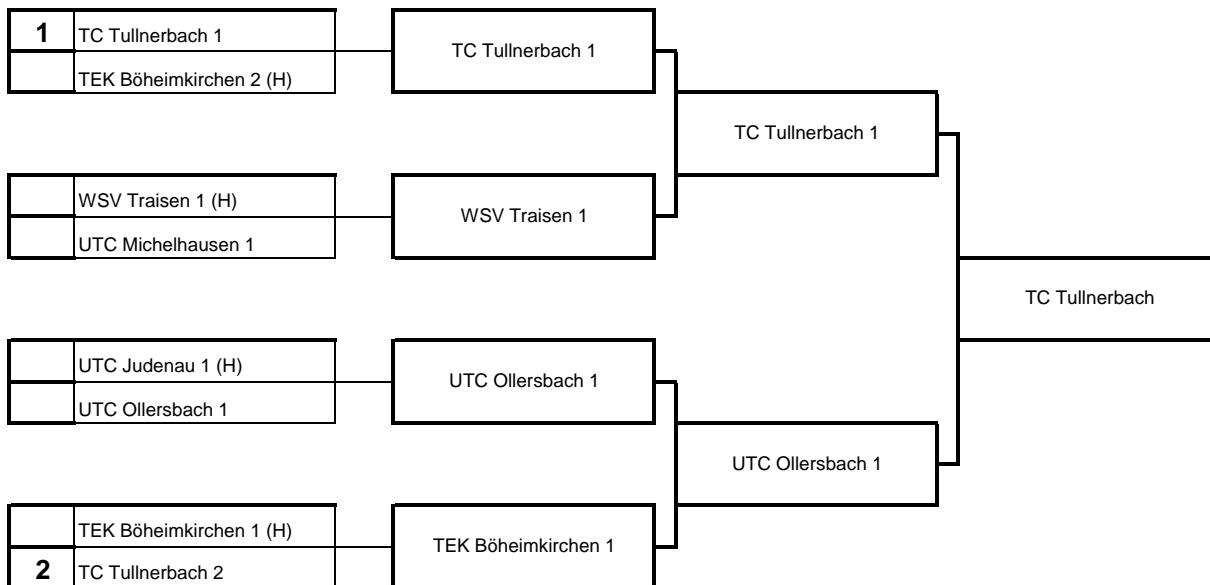 1 TC Tullnerbach 1
TEK Böheimkirchen 2 (H)
TC Tullnerbach 1
TC Tullnerbach 1
WSV Traisen 1 (H)
UTC Michelhausen 1
WSV Traisen 1
TC Tullnerbach
UTC Judenau 1 (H)
UTC Ollersbach 1
UTC Ollersbach 1
UTC Ollersbach 1
TEK Böheimkirchen 1 (H)
2 TC Tullnerbach 2
TEK Böheimkirchen 1